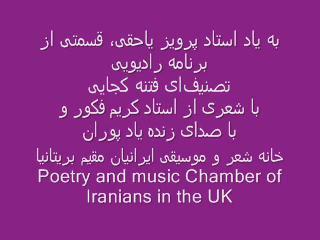 به یاد استاد پرویز یاحقی، قسمتی از
برنامه رادیویی
تصنیف‌ای فتنه کجایی
با شعری از استاد کریم فکور و
با صدای زنده یاد پوران
خانه شعر و موسیقی ایرانیان مقیم بریتانیا
Poetry and music Chamber of
Iranians in the UK